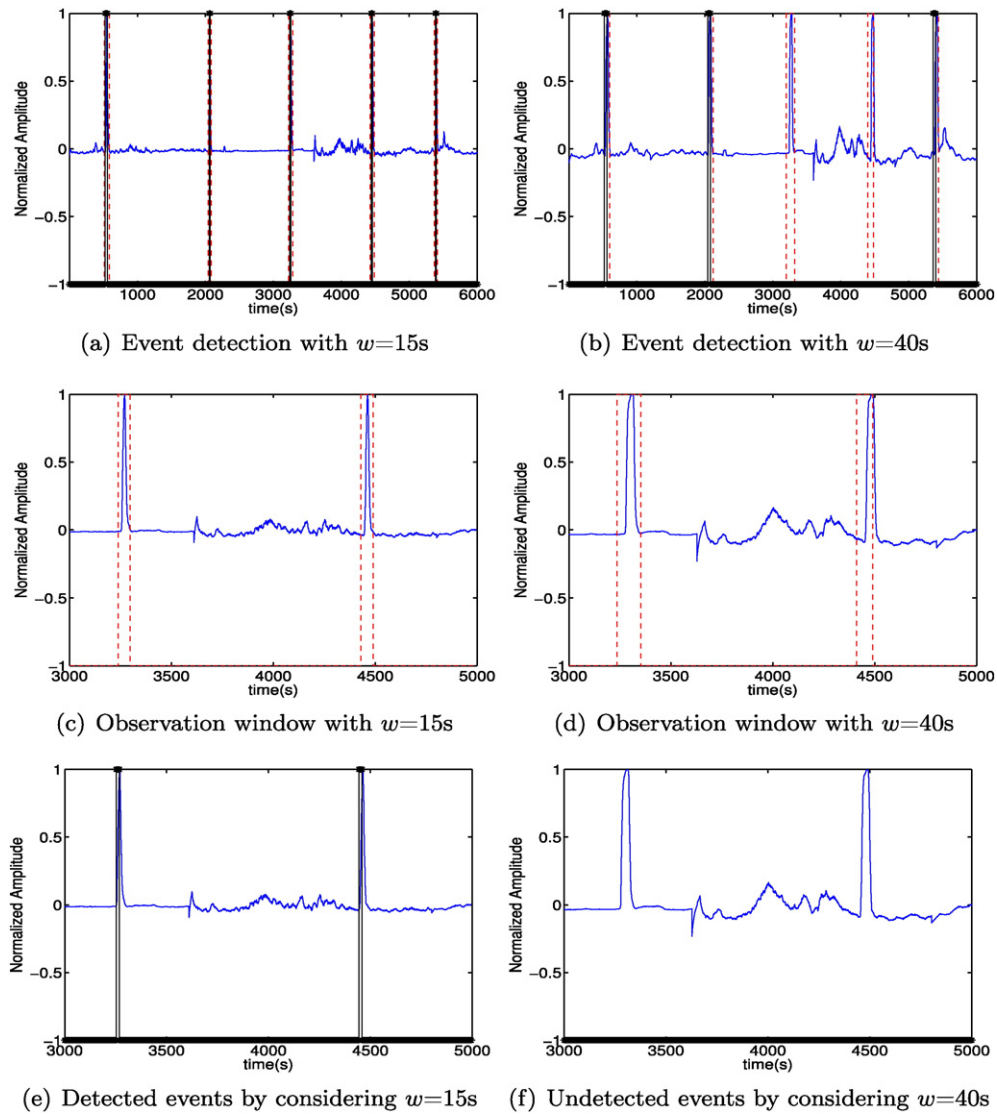 1
0.5
0
−0.5
−1
Normalized Amplitude
1000 2000 3000 4000 5000 6000
time(s)
(a) Event detection with w=15s
1
0.5
0
−0.5
−1
Normalized Amplitude
1000 2000 3000 4000 5000 6000
time(s)
(b) Event detection with w=40s
1
0.5
0
−0.5
−1
Normalized Amplitude
3000 3500 4000 4500 5000
time(s)
(c) Observation window with w=15s
1
0.5
0
−0.5
−1
Normalized Amplitude
3000 3500 4000 4500 5000
time(s)
(d) Observation window with w=40s
1
0.5
0
−0.5
−1
Normalized Amplitude
3000 3500 4000 4500 5000
time(s)
(e) Detected events by considering w=15s
1
0.5
0
−0.5
−1
Normalized Amplitude
3000 3500 4000 4500 5000
time(s)
(f) Undetected events by considering w=40s